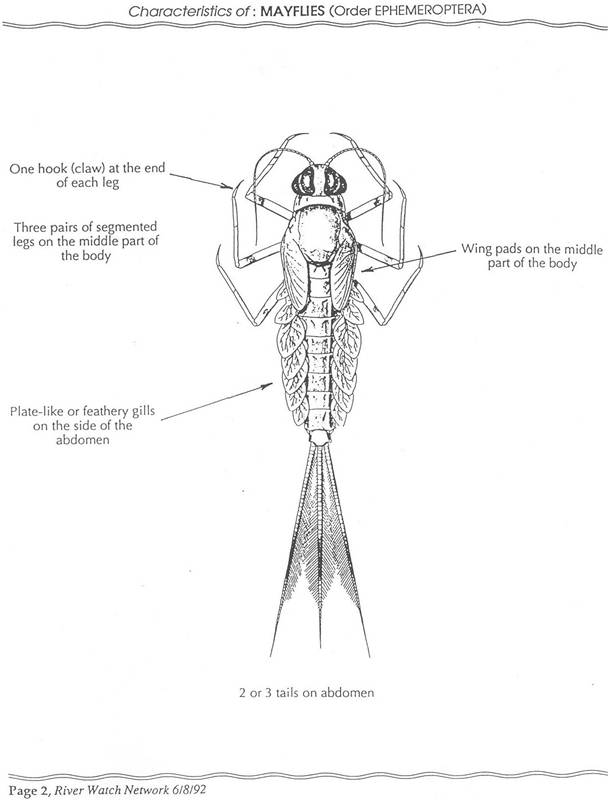 Characteristics of: MAYFLIES (Order EPHEMEROPTERA)
One hook (claw) at the end
of each leg
Three pairs of segmented
legs on the middle part of
the body
Wing pads on the middle
part of the body
Plate-like or feathery gills
on the side of the
abdomen
2 or 3 tails on abdomen
Page 2, River Watch Network 6/8/92